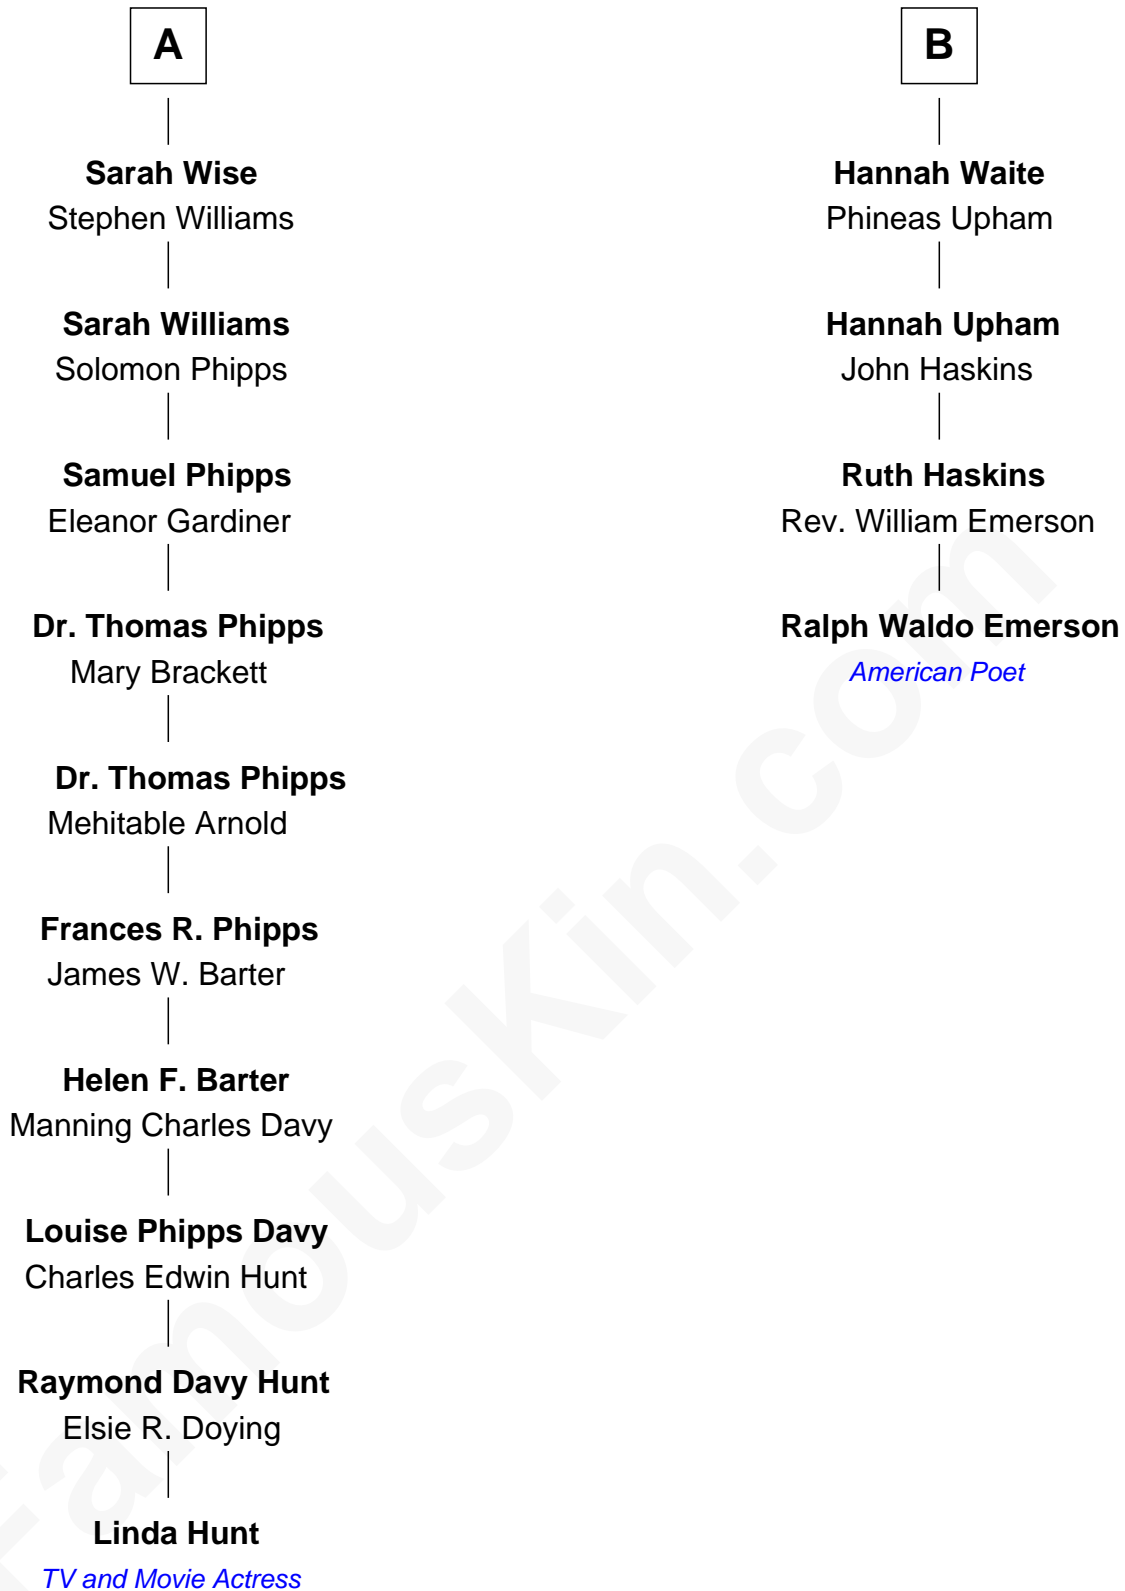 A
Sarah Wise
Stephen Williams
Sarah Williams
Solomon Phipps
Samuel Phipps
Eleanor Gardiner
Dr. Thomas Phipps
Mary Brackett
Dr. Thomas Phipps
Mehitable Arnold
Frances R. Phipps
James W. Barter
Helen F. Barter
Manning Charles Davy
Louise Phipps Davy
Charles Edwin Hunt
Raymond Davy Hunt
Elsie R. Doying
Linda Hunt
TV and Movie Actress
B
Hannah Waite
Phineas Upham
Hannah Upham
John Haskins
Ruth Haskins
Rev. William Emerson
Ralph Waldo Emerson
American Poet
FamousKin.com